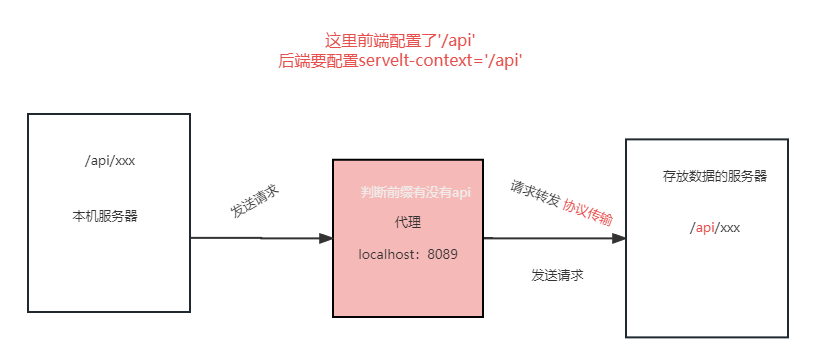 这里前端配置了'/api'
后端要配置servelt-context='/api'
/api/xxx
本机服务器
发送请求
判断前缀有没有api
代理
localhost：8089
请求转发 协议传输
发送请求
存放数据的服务器
/api/xxx